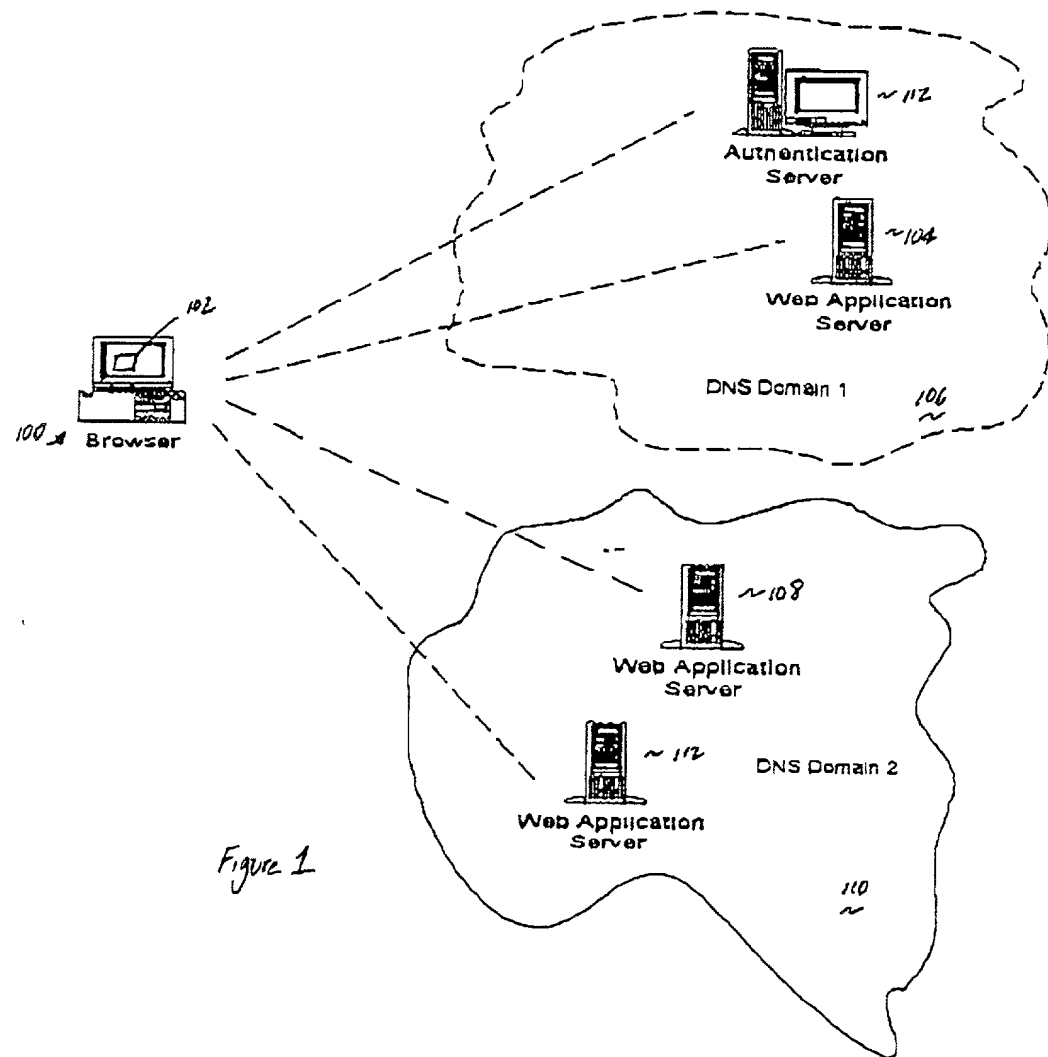 ~112
Authentication
Server
~104
Web Application
Server
102
DNS Domain 1
106
100
Browser
~108
Web Application
Server
~112
DNS Domain 2
Web Application
Server
Figure 1
110